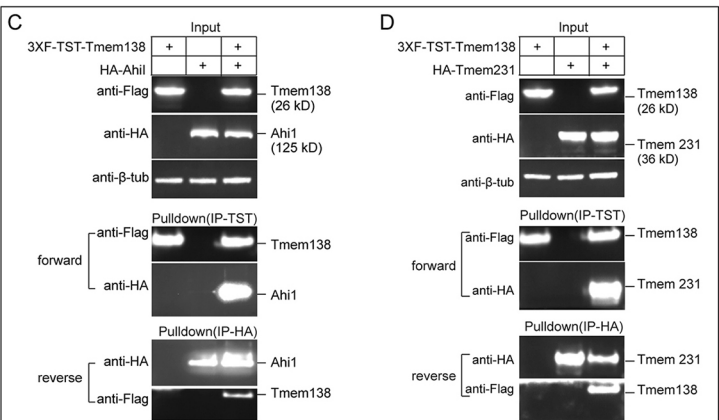 C
Input
3XF-TST-Tmem138 + +
HA-AhiI + +
anti-Flag Tmem138
(26 kD)
anti-HA Ahi1
(125 kD)
anti-β-tub
Pulldown(IP-TST)
forward
anti-Flag Tmem138
anti-HA Ahi1
Pulldown(IP-HA)
reverse
anti-HA Ahi1
anti-Flag Tmem138
D
Input
3XF-TST-Tmem138 + +
HA-Tmem231 + +
anti-Flag Tmem138
(26 kD)
anti-HA Tmem 231
(36 kD)
anti-β-tub
Pulldown(IP-TST)
forward
anti-Flag Tmem138
anti-HA Tmem 231
Pulldown(IP-HA)
reverse
anti-HA Tmem 231
anti-Flag Tmem138